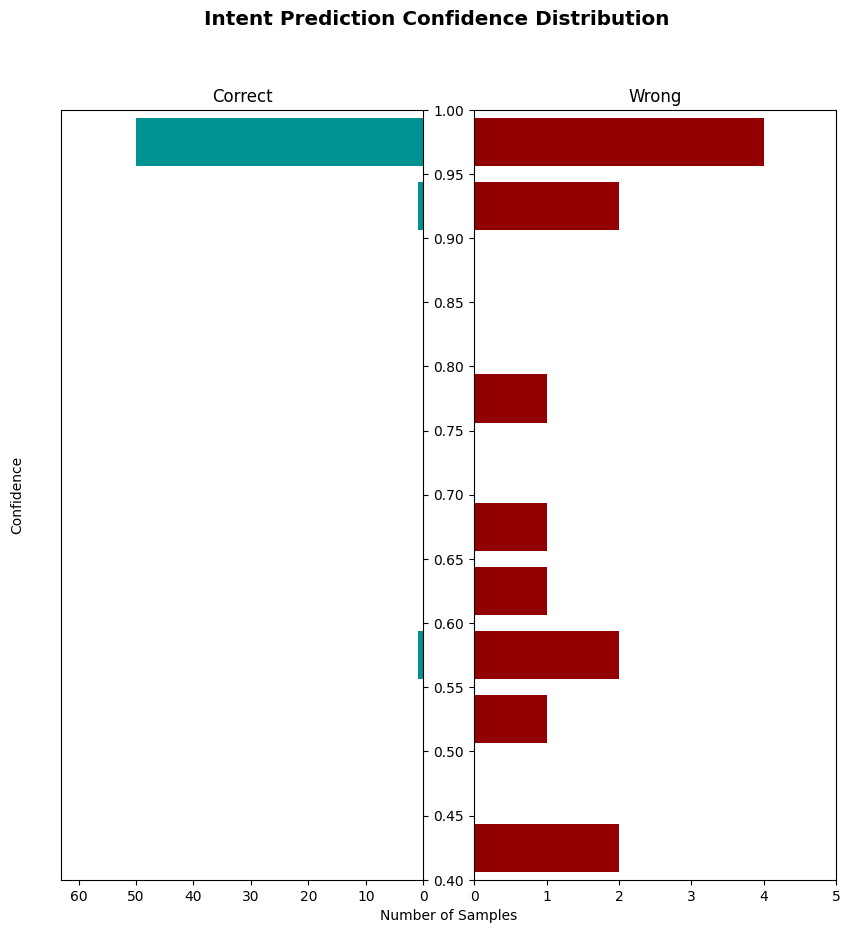 Intent Prediction Confidence Distribution
Correct
Wrong
1.00
0.95
0.90
0.85
0.80
0.75
0.70
0.65
0.60
0.55
0.50
0.45
0.40
Confidence
60 50 40 30 20 10 0
0 1 2 3 4 5
Number of Samples